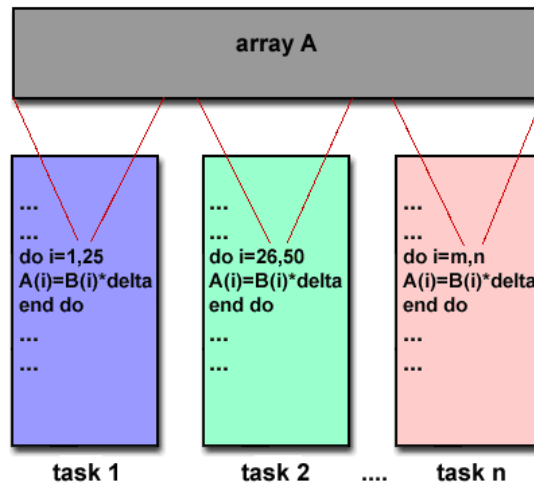 array A
...
...
do i=1,25
A(i)=B(i)*delta
end do
...
...
...
...
do i=26,50
A(i)=B(i)*delta
end do
...
...
...
...
do i=m,n
A(i)=B(i)*delta
end do
...
...
task 1
task 2
....
task n